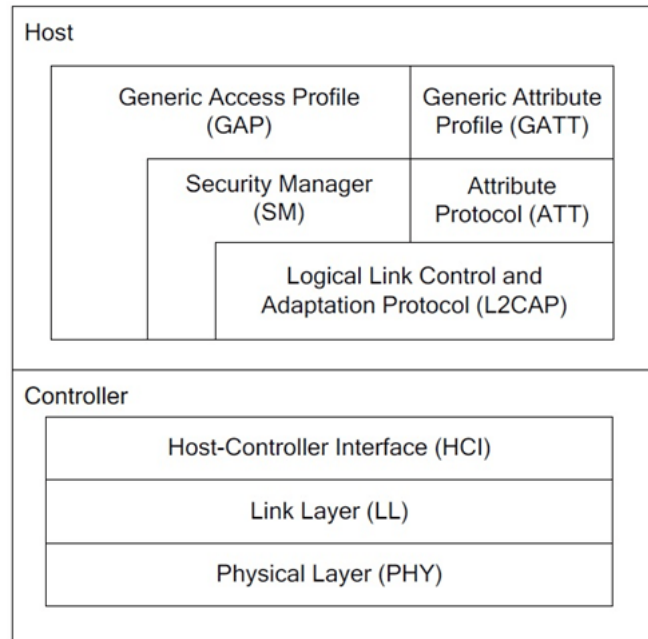 Host
Generic Access Profile
(GAP)
Generic Attribute
Profile (GATT)
Security Manager
(SM)
Attribute
Protocol (ATT)
Logical Link Control and
Adaptation Protocol (L2CAP)
Controller
Host-Controller Interface (HCI)
Link Layer (LL)
Physical Layer (PHY)